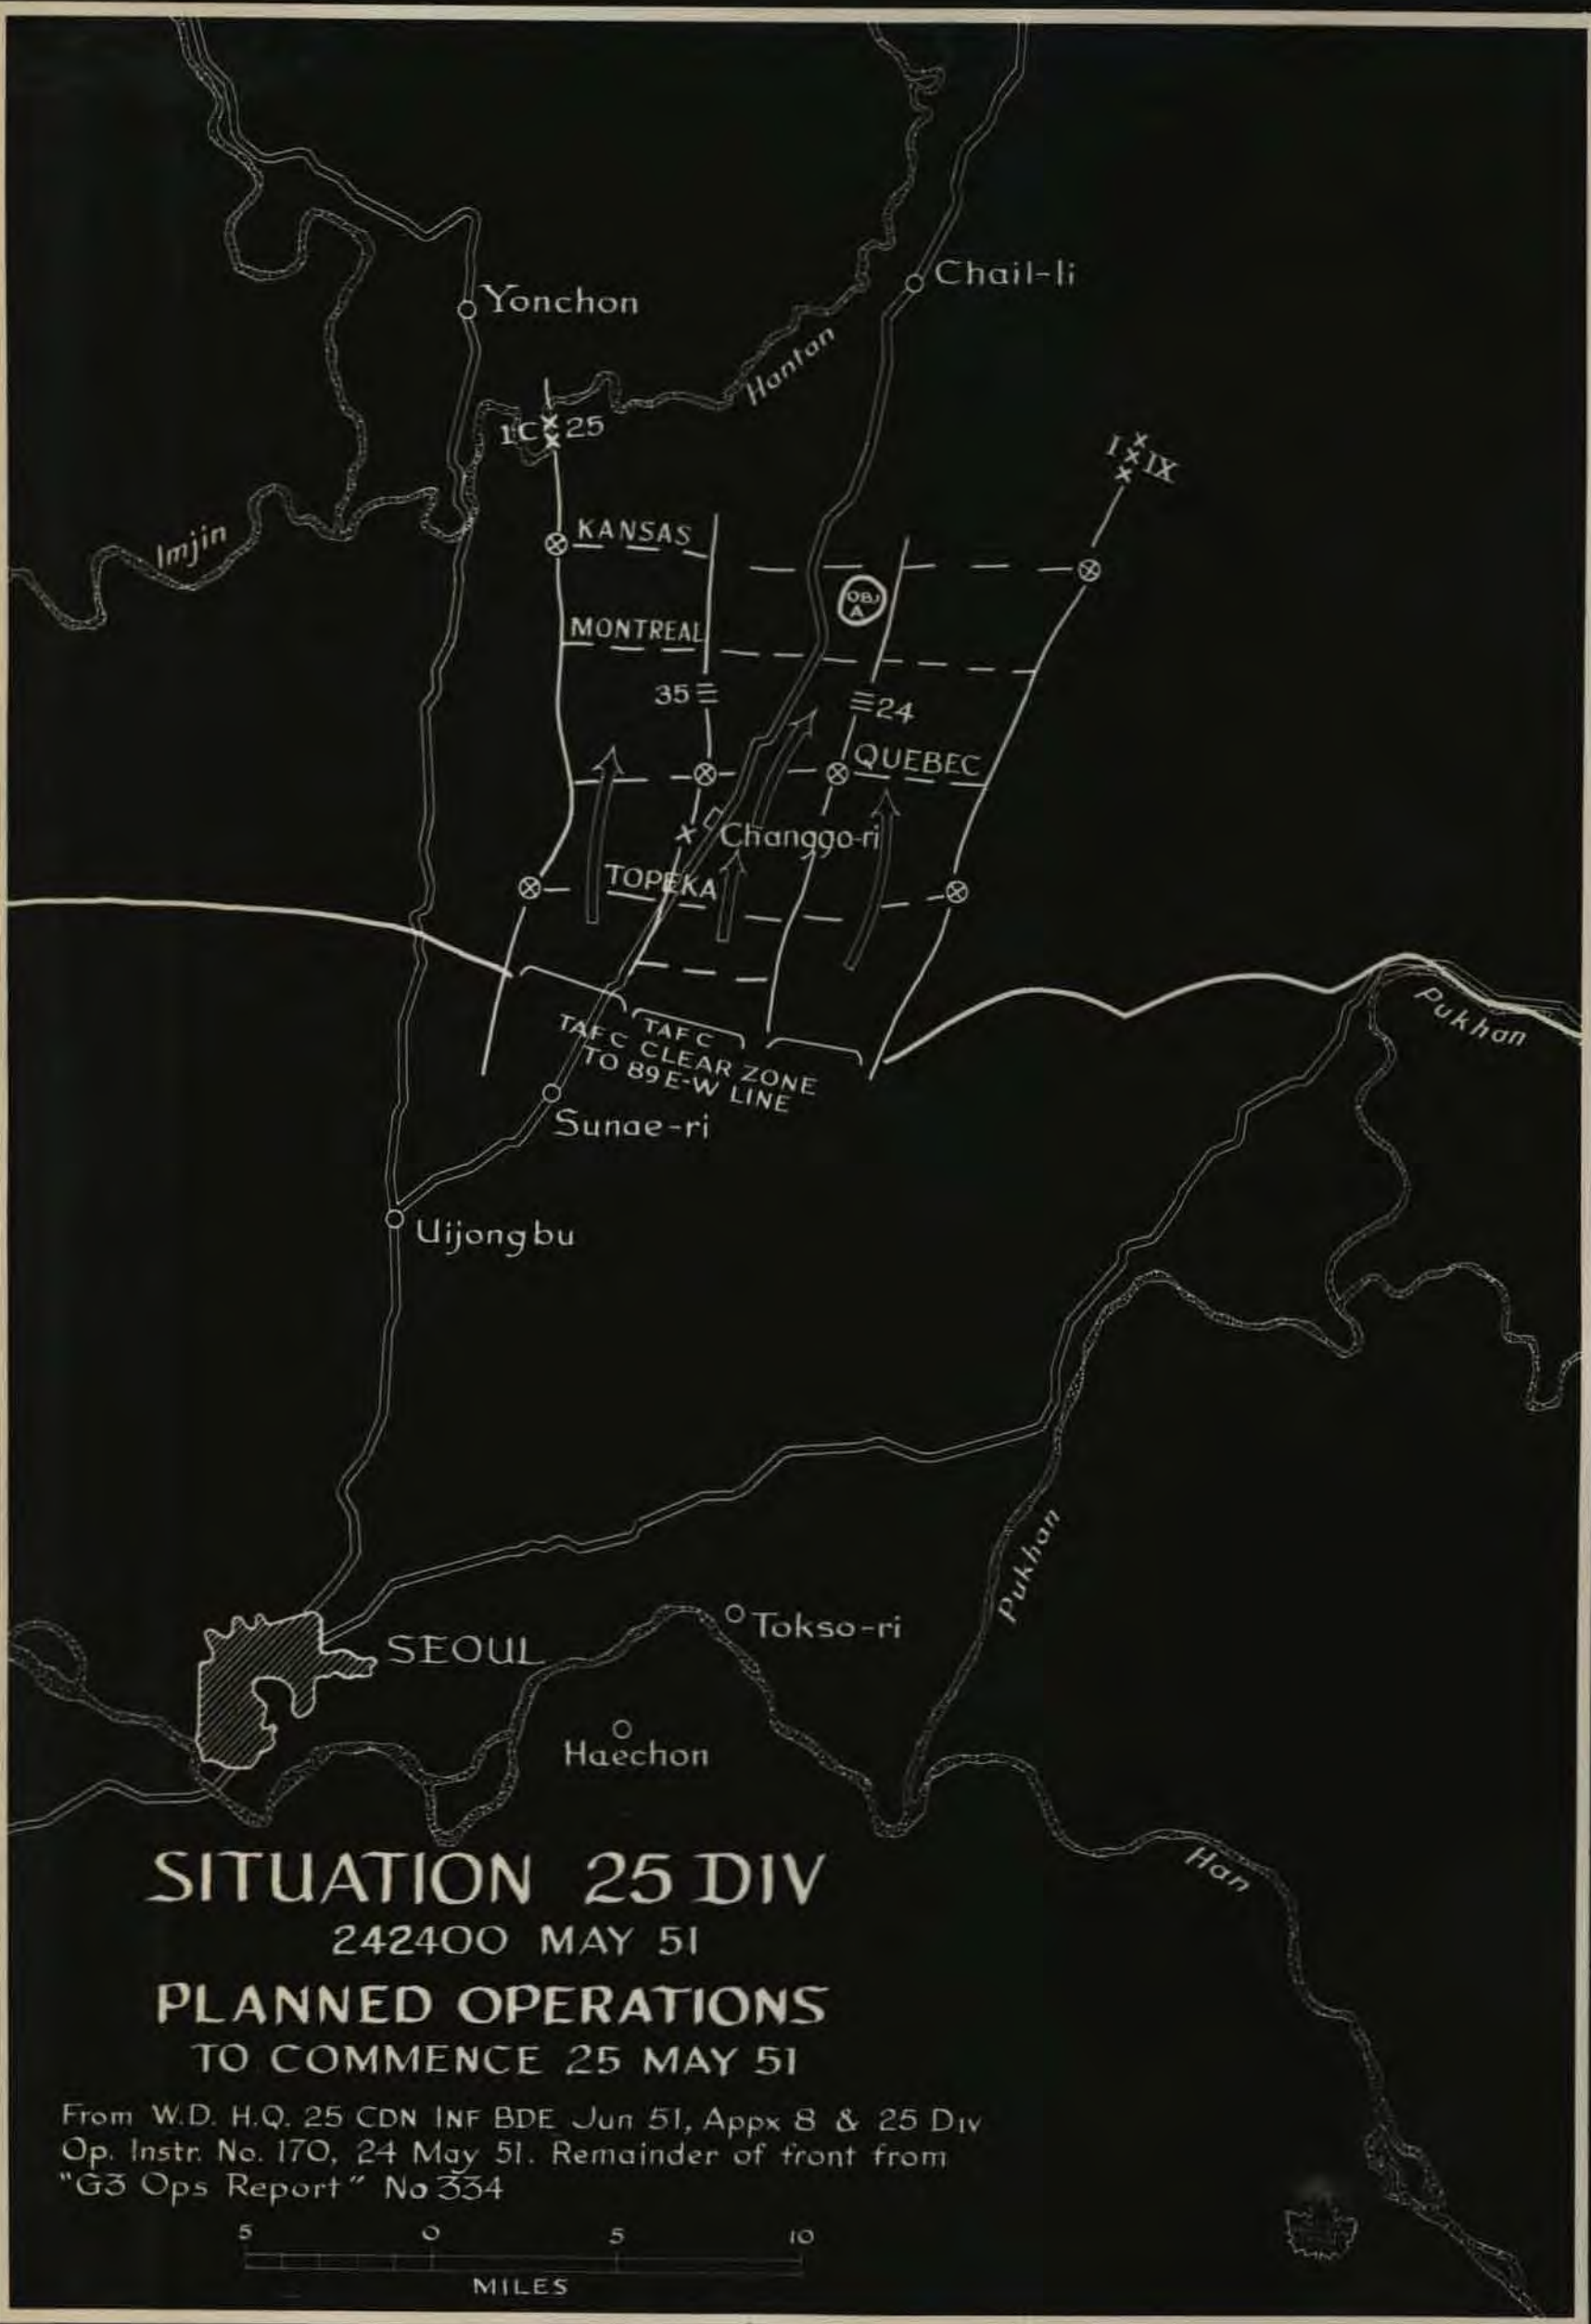 Yonchon
Chail-li
Hantan
1C 25
I IX
Imjin
KANSAS
OBJ
A
MONTREAL
35
24
QUEBEC
Changgo-ri
TOPEKA
Pukhan
TAFC
TAFC CLEAR ZONE
TO 89 E-W LINE
Sunae-ri
Uijongbu
Pukhan
Tokso-ri
SEOUL
Haechon
Han
SITUATION 25 DIV
242400 MAY 51
PLANNED OPERATIONS
TO COMMENCE 25 MAY 51
From W.D. H.Q. 25 CDN INF BDE Jun 51, Appx 8 & 25 DIV
Op. Instr. No. 170, 24 May 51. Remainder of front from
"G3 Ops Report" No 334
5 0 5 10
MILES